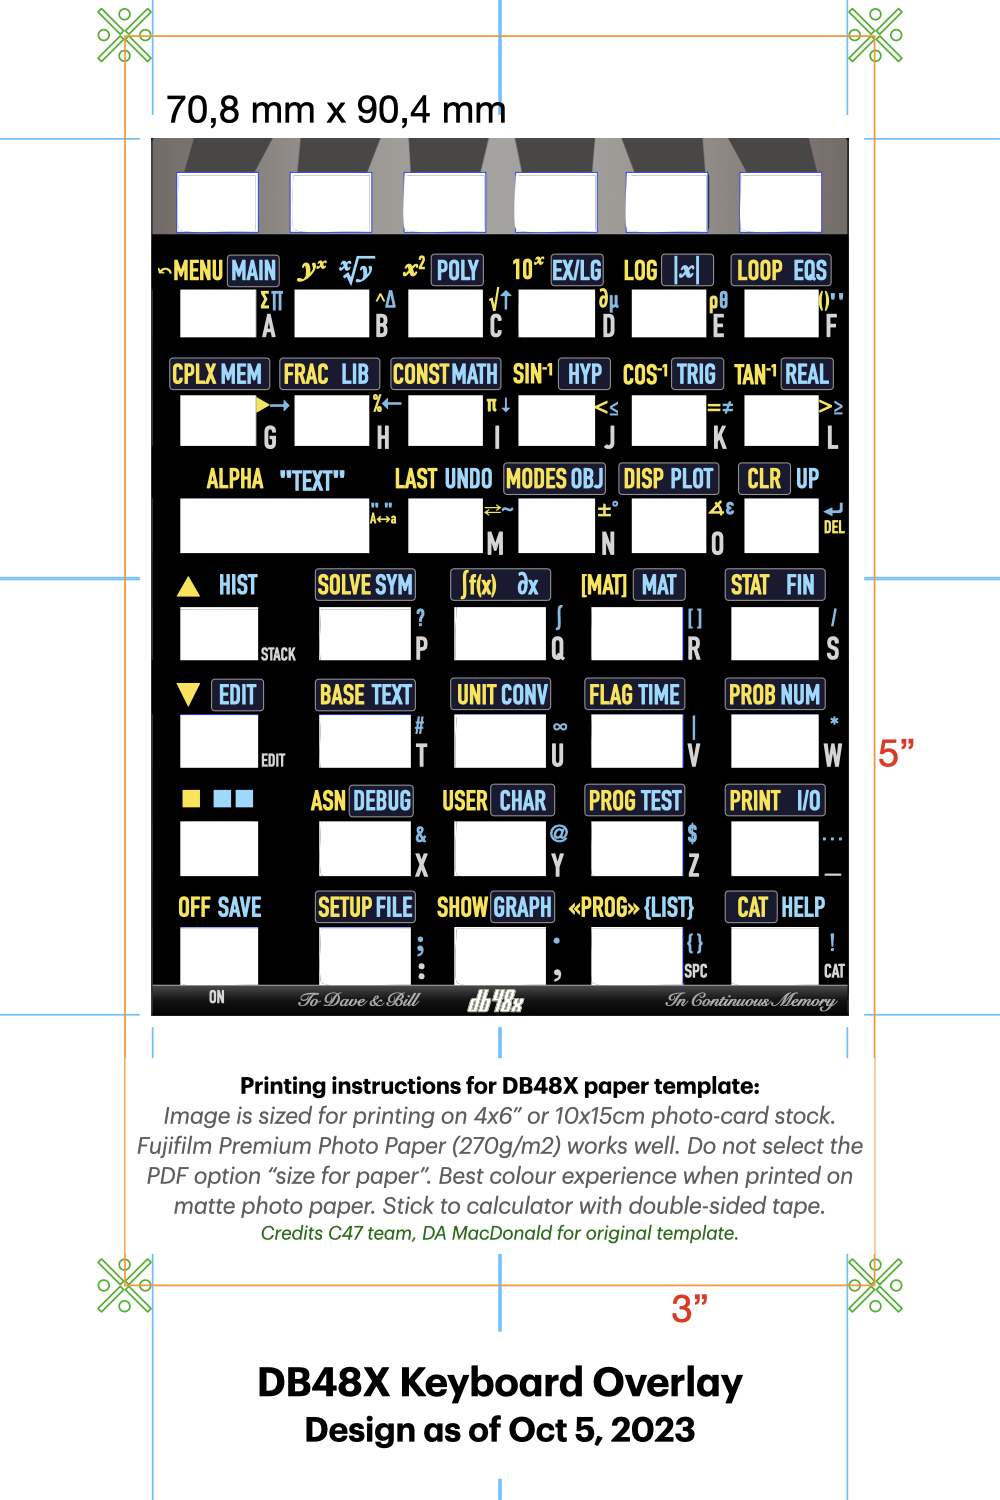 70,8 mm x 90,4 mm
MENU MAIN yˣ ˣ√y x² POLY 10ˣ EX/LG LOG |x| LOOP EQS
Σ∏ ^Δ √↑ ∂μ ρθ ()''
A B C D E F
CPLX MEM FRAC LIB CONST MATH SIN⁻¹ HYP COS⁻¹ TRIG TAN⁻¹ REAL
▶→ %← π↓ <≤ =≠ >≥
G H I J K L
ALPHA "TEXT" LAST UNDO MODES OBJ DISP PLOT CLR UP
" " ⇄~ ±° ∡ε ↵
A↔a M N O DEL
▲ HIST SOLVE SYM ∫f(x) ∂x [MAT] MAT STAT FIN
? ∫ [] /
STACK P Q R S
▼ EDIT BASE TEXT UNIT CONV FLAG TIME PROB NUM
# ∞ | *
EDIT T U V W
5”
■ ■■ ASN DEBUG USER CHAR PROG TEST PRINT I/O
& @ $ ...
X Y Z _
OFF SAVE SETUP FILE SHOW GRAPH «PROG» {LIST} CAT HELP
; · {} !
: , SPC CAT
ON To Dave & Bill db48x In Continuous Memory
Printing instructions for DB48X paper template:
Image is sized for printing on 4x6” or 10x15cm photo-card stock.
Fujifilm Premium Photo Paper (270g/m2) works well. Do not select the
PDF option “size for paper”. Best colour experience when printed on
matte photo paper. Stick to calculator with double-sided tape.
Credits C47 team, DA MacDonald for original template.
3”
DB48X Keyboard Overlay
Design as of Oct 5, 2023